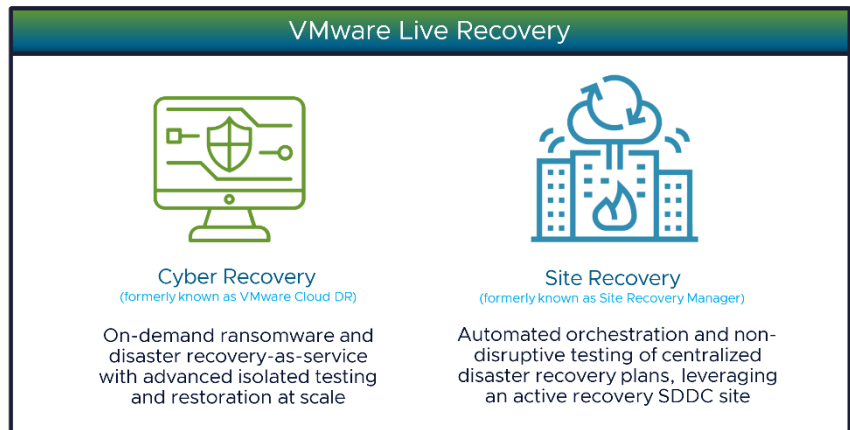 VMware Live Recovery
Cyber Recovery
(formerly known as VMware Cloud DR)
On-demand ransomware and
disaster recovery-as-service
with advanced isolated testing
and restoration at scale
Site Recovery
(formerly known as Site Recovery Manager)
Automated orchestration and non-
disruptive testing of centralized
disaster recovery plans, leveraging
an active recovery SDDC site